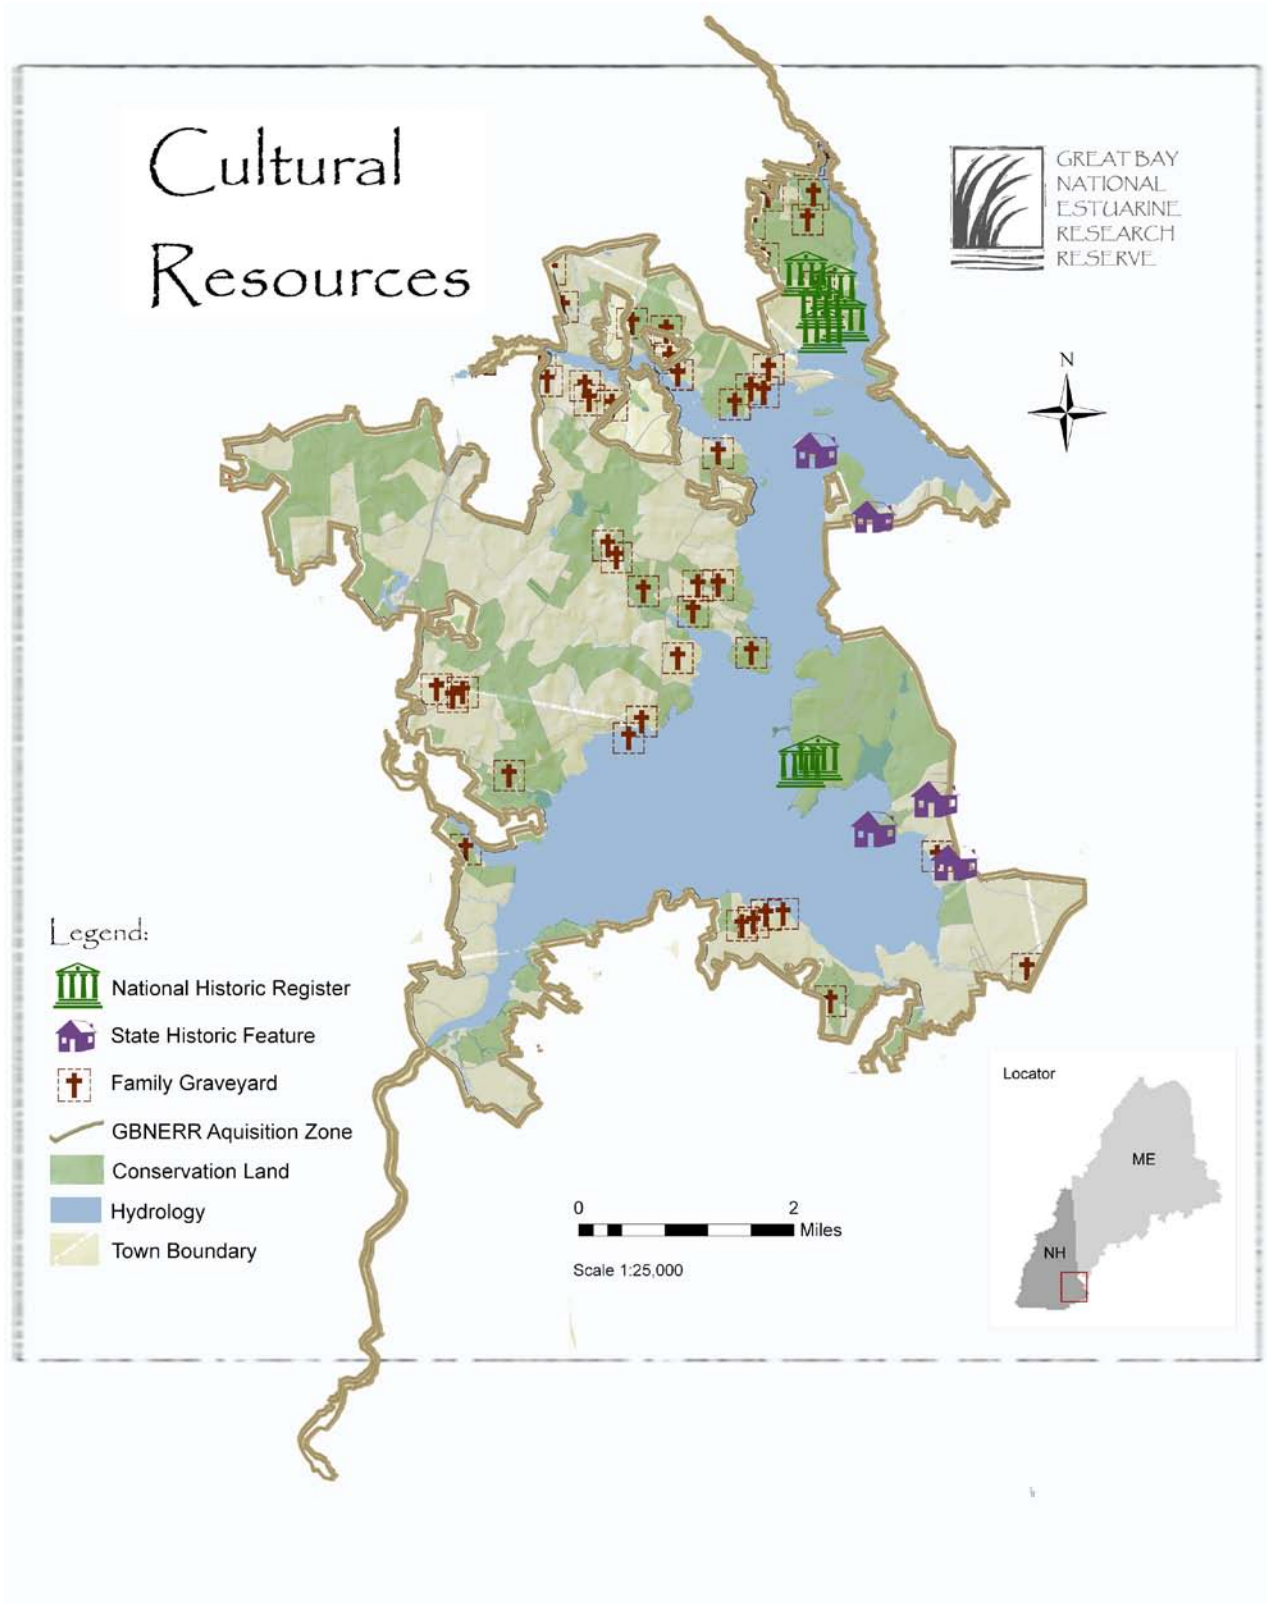 Cultural
Resources
GREAT BAY
NATIONAL
ESTUARINE
RESEARCH
RESERVE
N
Legend:
National Historic Register
State Historic Feature
Family Graveyard
GBNERR Aquisition Zone
Conservation Land
Hydrology
Town Boundary
0 2
Miles
Scale 1:25,000
Locator
ME
NH